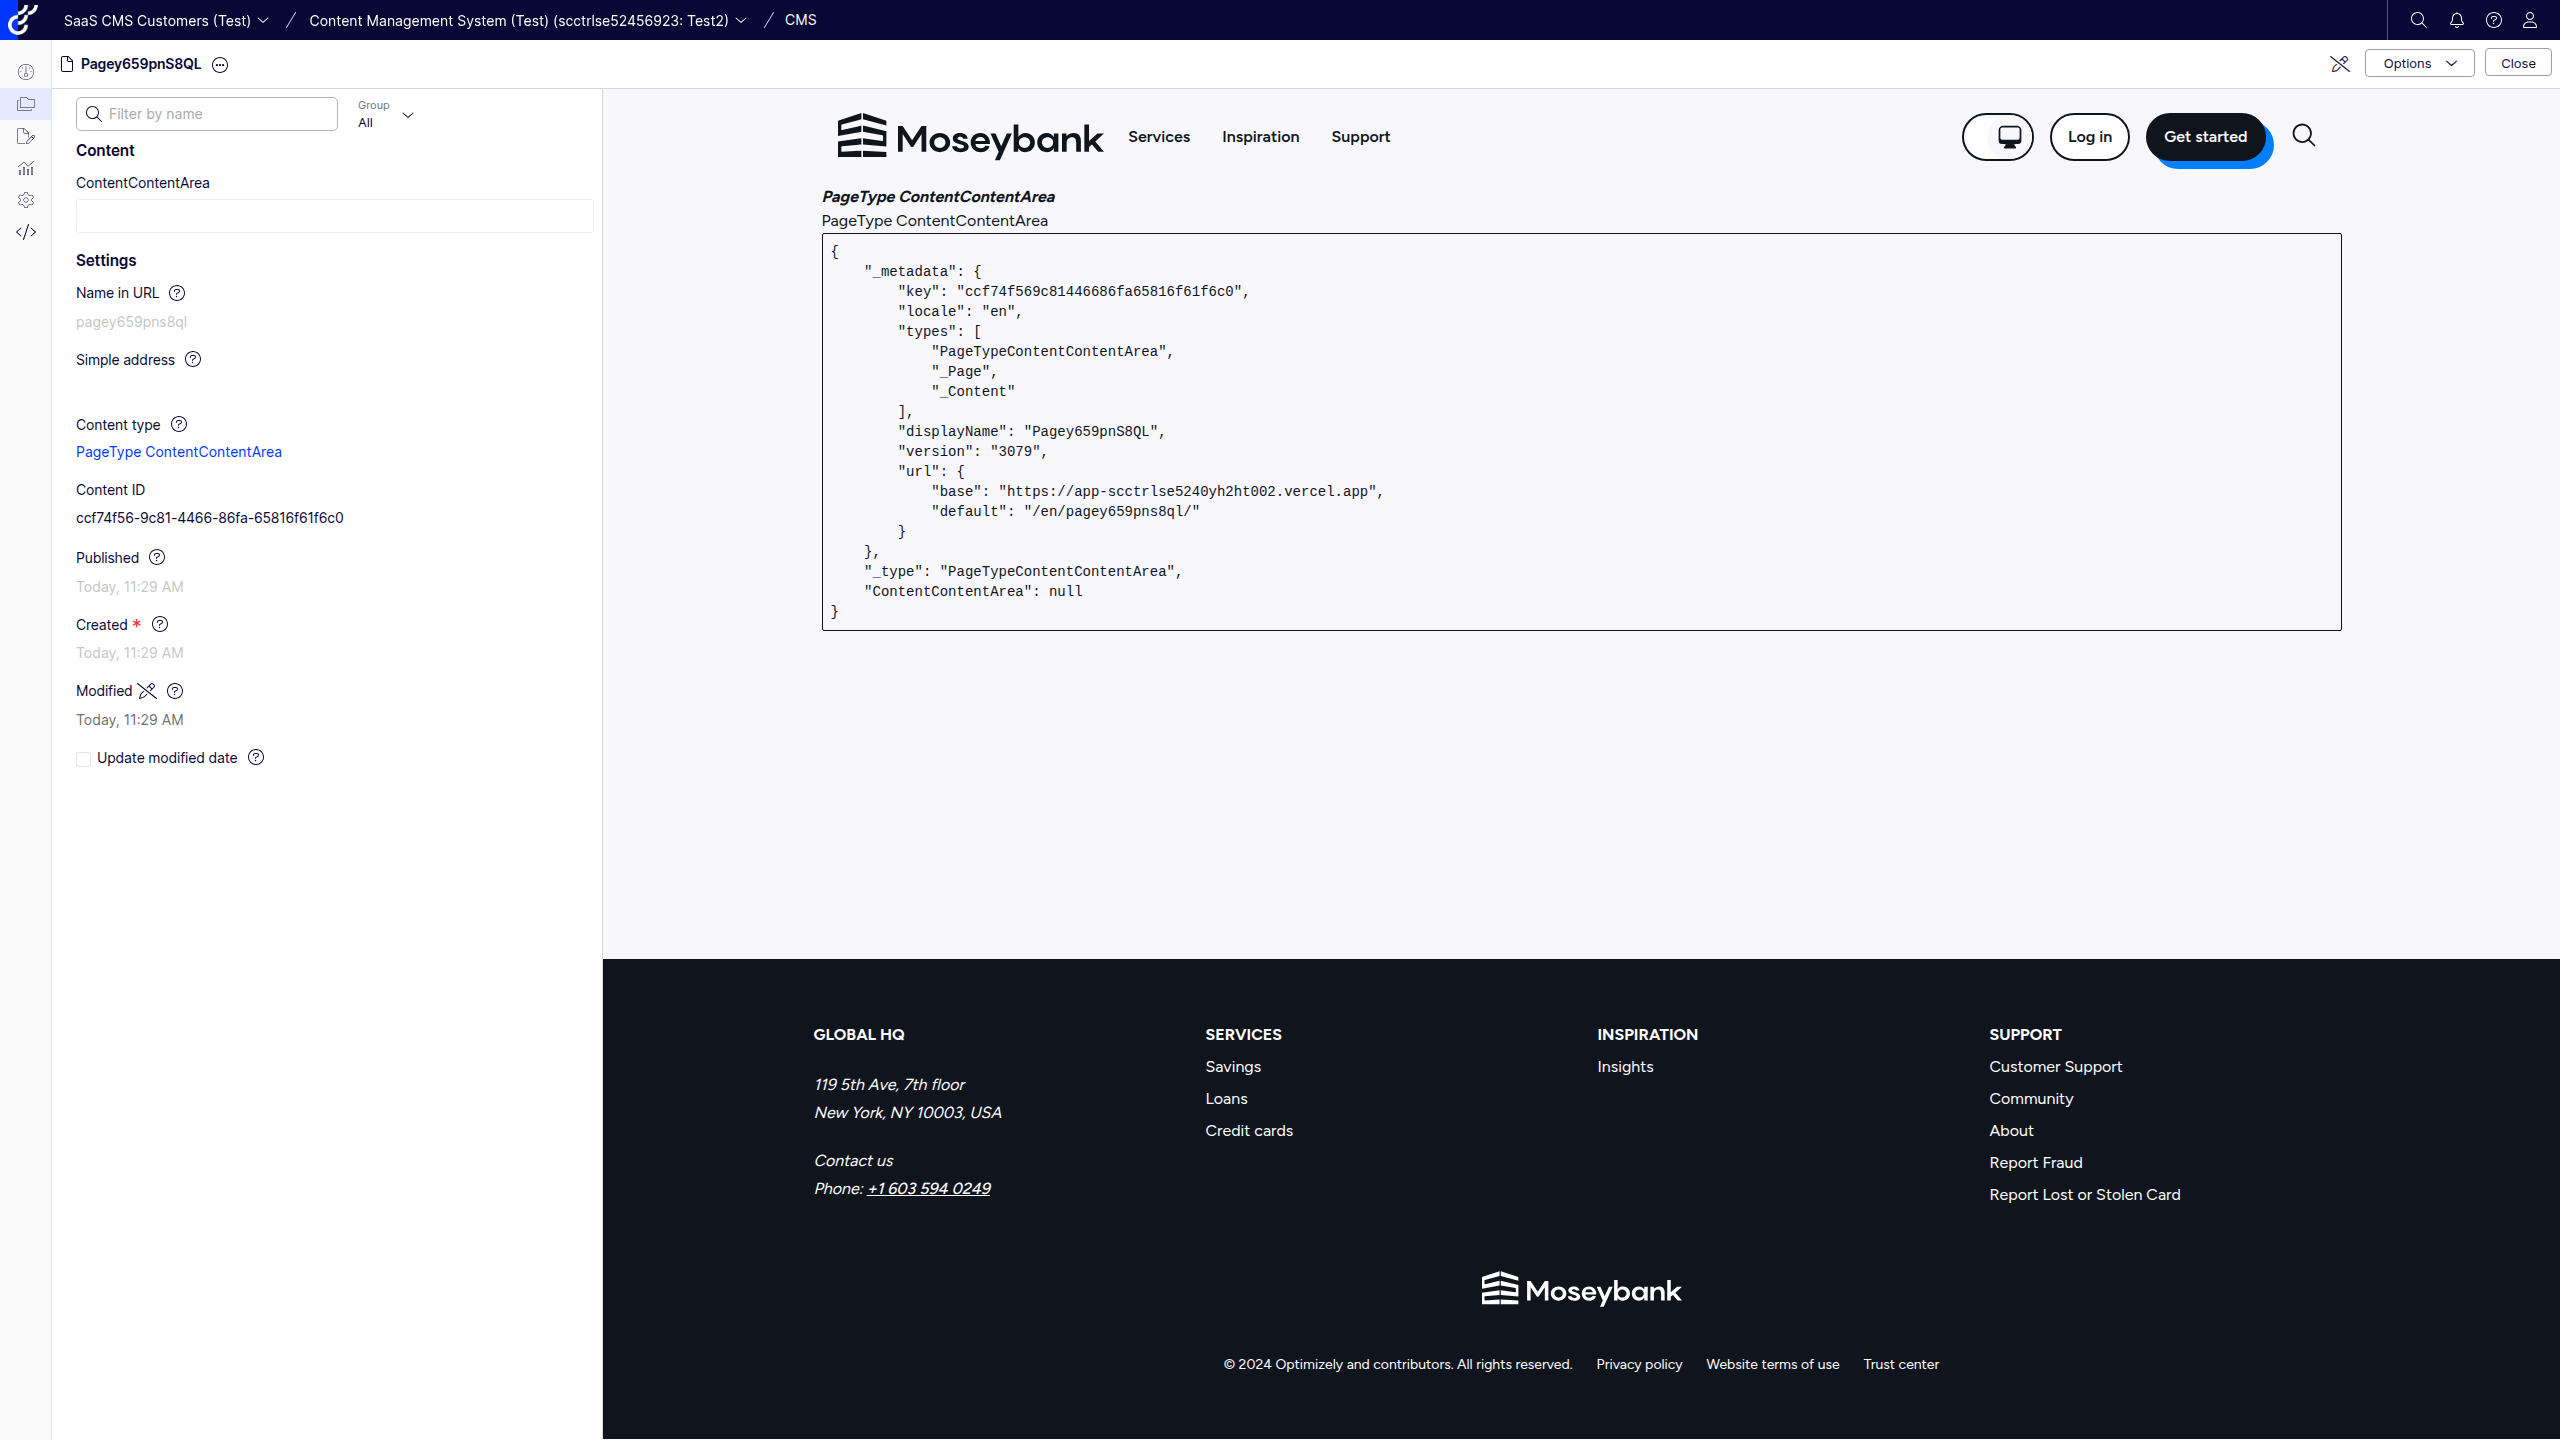 SaaS CMS Customers (Test) / Content Management System (Test) (scctrlse52456923: Test2) / CMS
Pagey659pnS8QL
Options
Close
Filter by name
Group
All
Content
ContentContentArea
Settings
Name in URL
pagey659pns8ql
Simple address
Content type
PageType ContentContentArea
Content ID
ccf74f56-9c81-4466-86fa-65816f61f6c0
Published
Today, 11:29 AM
Created *
Today, 11:29 AM
Modified
Today, 11:29 AM
Update modified date
Moseybank Services Inspiration Support Log in Get started
PageType ContentContentArea
PageType ContentContentArea
{
    "_metadata": {
        "key": "ccf74f569c81446686fa65816f61f6c0",
        "locale": "en",
        "types": [
            "PageTypeContentContentArea",
            "_Page",
            "_Content"
        ],
        "displayName": "Pagey659pnS8QL",
        "version": "3079",
        "url": {
            "base": "https://app-scctrlse5240yh2ht002.vercel.app",
            "default": "/en/pagey659pns8ql/"
        }
    },
    "_type": "PageTypeContentContentArea",
    "ContentContentArea": null
}
GLOBAL HQ
119 5th Ave, 7th floor
New York, NY 10003, USA
Contact us
Phone: +1 603 594 0249
SERVICES
Savings
Loans
Credit cards
INSPIRATION
Insights
SUPPORT
Customer Support
Community
About
Report Fraud
Report Lost or Stolen Card
Moseybank
© 2024 Optimizely and contributors. All rights reserved. Privacy policy Website terms of use Trust center